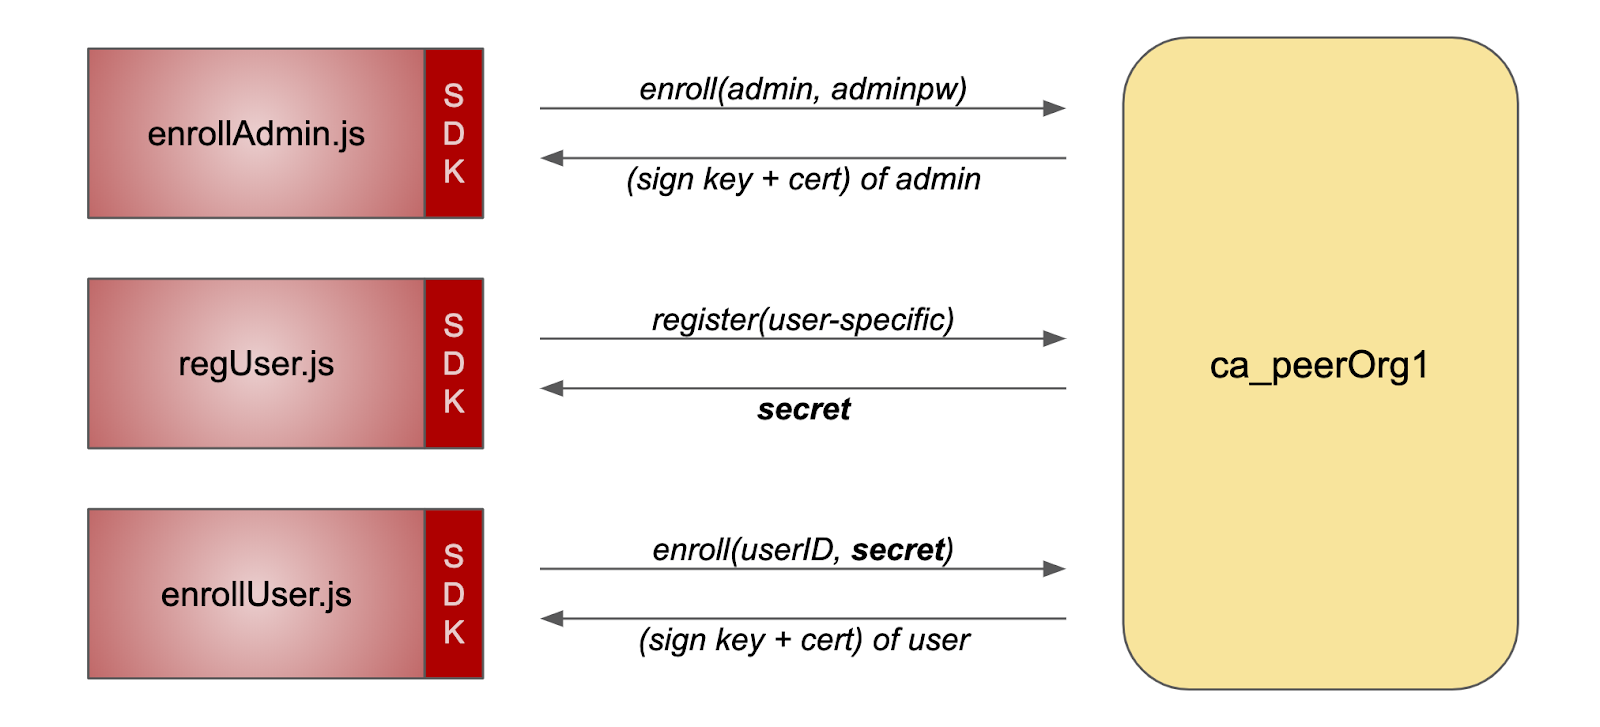 enrollAdmin.js
S
D
K
enroll(admin, adminpw)
(sign key + cert) of admin
regUser.js
S
D
K
register(user-specific)
secret
ca_peerOrg1
enrollUser.js
S
D
K
enroll(userID, secret)
(sign key + cert) of user